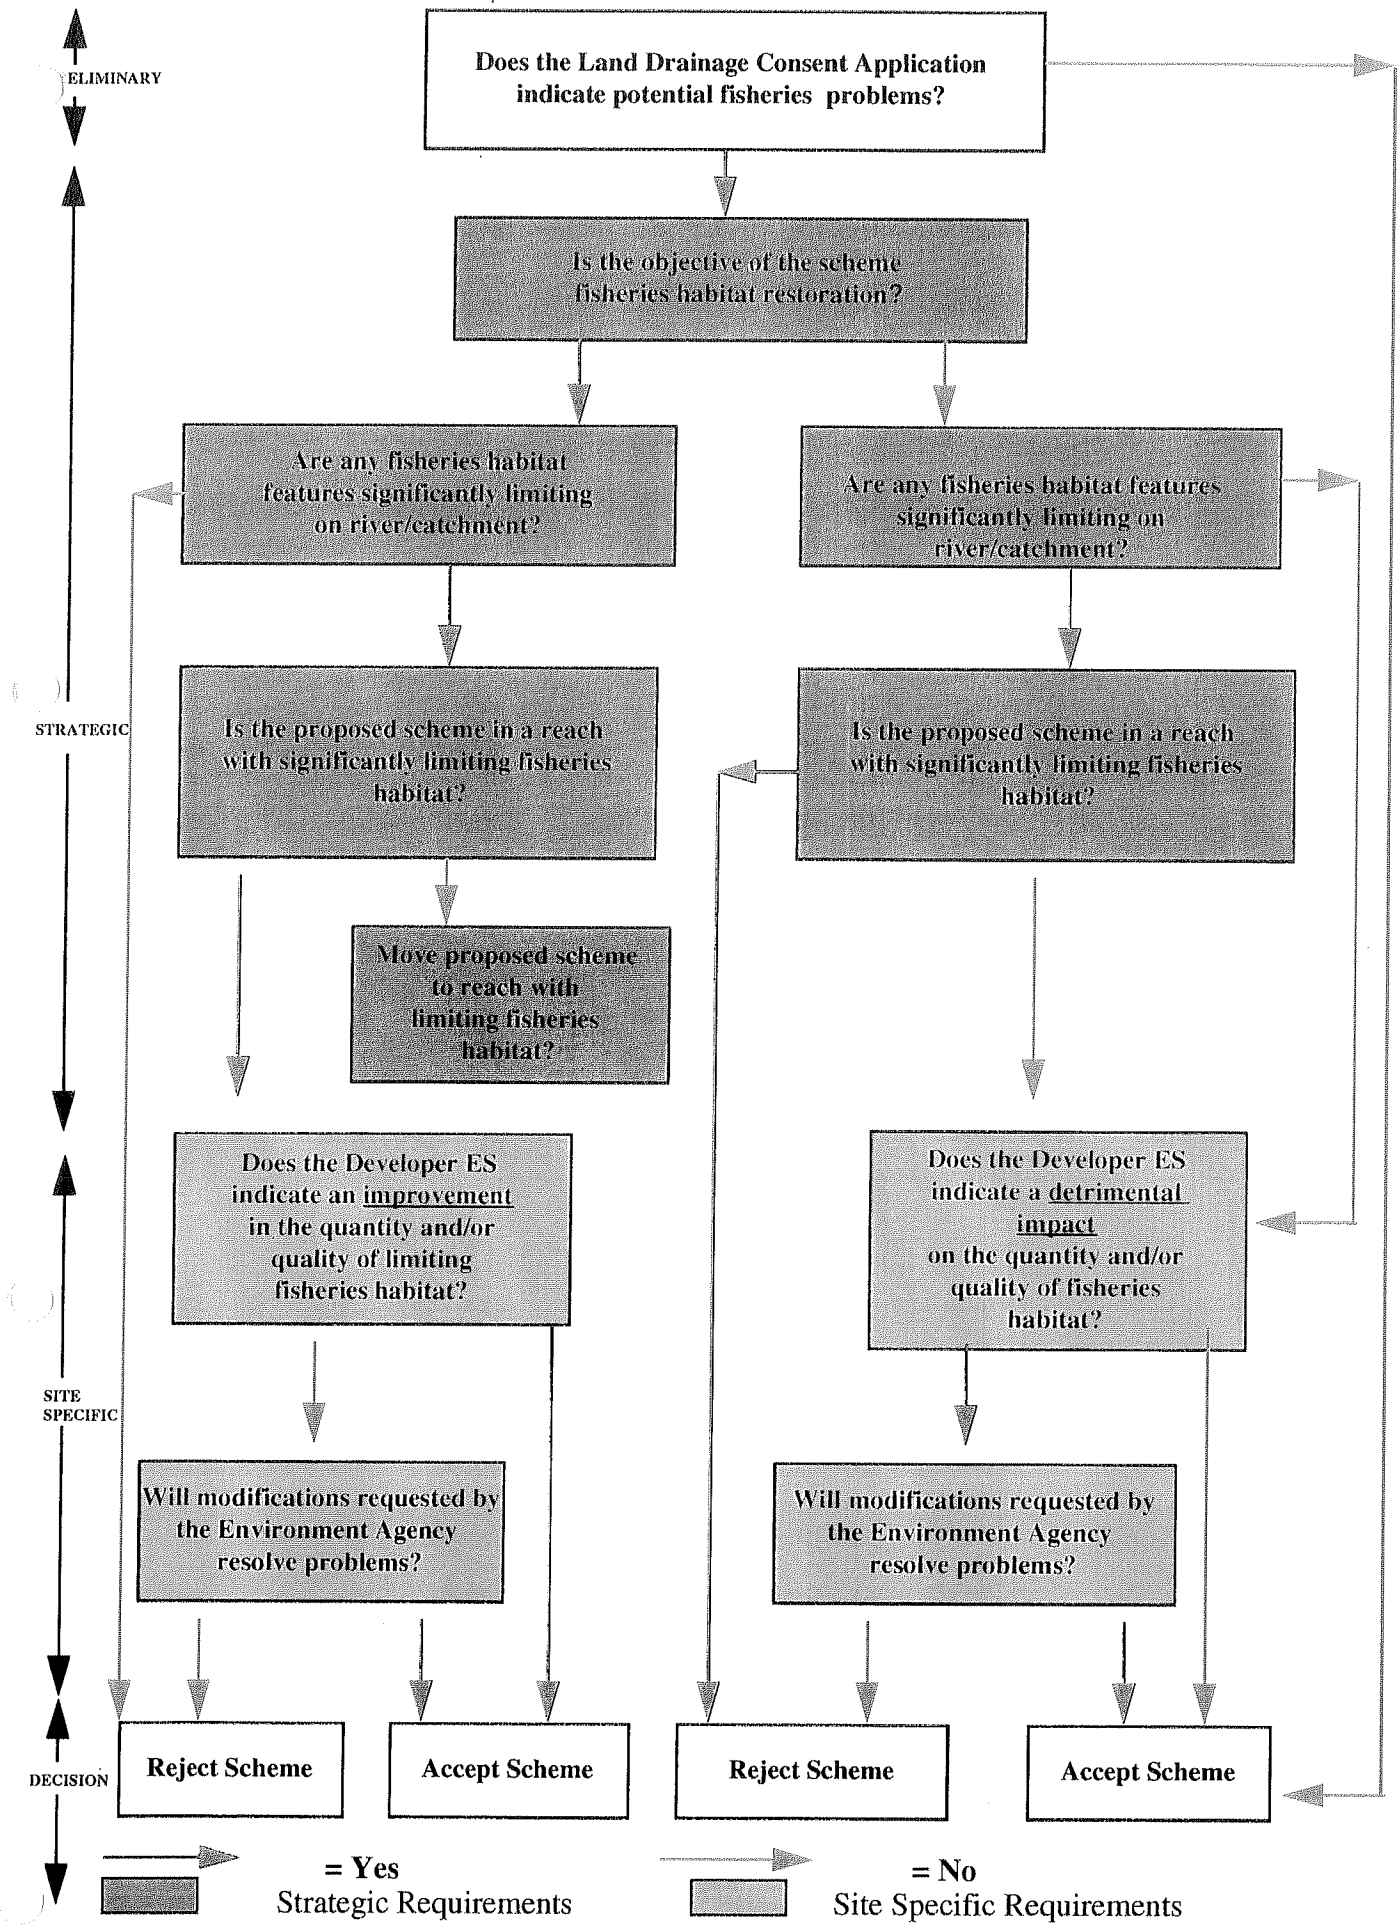 ELIMINARY
Does the Land Drainage Consent Application
indicate potential fisheries problems?
Is the objective of the scheme
fisheries habitat restoration?
Are any fisheries habitat
features significantly limiting
on river/catchment?
Are any fisheries habitat features
significantly limiting on
river/catchment?
STRATEGIC
Is the proposed scheme in a reach
with significantly limiting fisheries
habitat?
Is the proposed scheme in a reach
with significantly limiting fisheries
habitat?
Move proposed scheme
to reach with
limiting fisheries
habitat?
Does the Developer ES
indicate an improvement
in the quantity and/or
quality of limiting
fisheries habitat?
Does the Developer ES
indicate a detrimental
impact
on the quantity and/or
quality of fisheries
habitat?
SITE
SPECIFIC
Will modifications requested by
the Environment Agency
resolve problems?
Will modifications requested by
the Environment Agency
resolve problems?
DECISION
Reject Scheme
Accept Scheme
Reject Scheme
Accept Scheme
= Yes
= No
Strategic Requirements
Site Specific Requirements